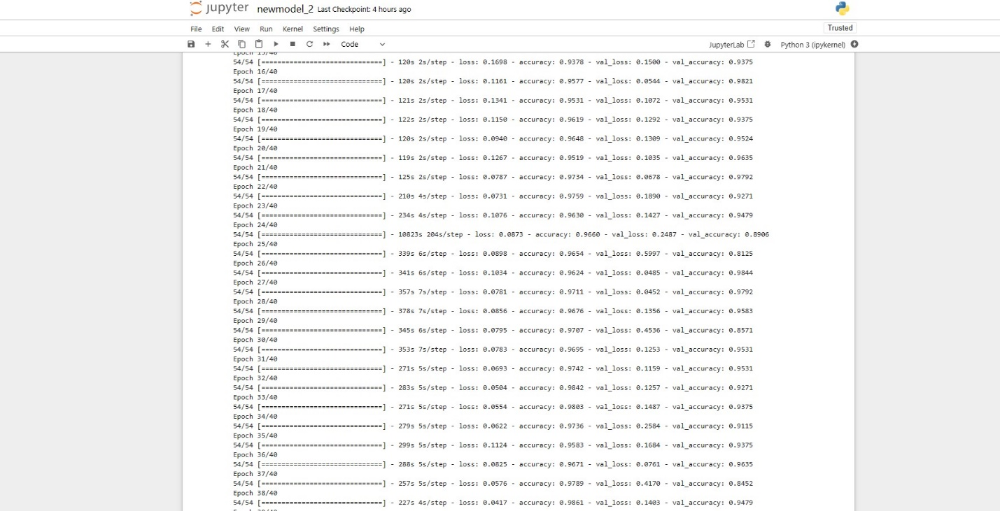 jupyter newmodel_2 Last Checkpoint: 4 hours ago
File Edit View Run Kernel Settings Help
Trusted
Code
JupyterLab Python 3 (ipykernel)
Epoch 15/40
54/54 [==============================] - 120s 2s/step - loss: 0.1698 - accuracy: 0.9378 - val_loss: 0.1500 - val_accuracy: 0.9375
Epoch 16/40
54/54 [==============================] - 120s 2s/step - loss: 0.1161 - accuracy: 0.9577 - val_loss: 0.0544 - val_accuracy: 0.9821
Epoch 17/40
54/54 [==============================] - 121s 2s/step - loss: 0.1341 - accuracy: 0.9531 - val_loss: 0.1072 - val_accuracy: 0.9531
Epoch 18/40
54/54 [==============================] - 122s 2s/step - loss: 0.1150 - accuracy: 0.9619 - val_loss: 0.1292 - val_accuracy: 0.9375
Epoch 19/40
54/54 [==============================] - 120s 2s/step - loss: 0.0940 - accuracy: 0.9648 - val_loss: 0.1309 - val_accuracy: 0.9524
Epoch 20/40
54/54 [==============================] - 119s 2s/step - loss: 0.1267 - accuracy: 0.9519 - val_loss: 0.1035 - val_accuracy: 0.9635
Epoch 21/40
54/54 [==============================] - 125s 2s/step - loss: 0.0787 - accuracy: 0.9734 - val_loss: 0.0678 - val_accuracy: 0.9792
Epoch 22/40
54/54 [==============================] - 210s 4s/step - loss: 0.0731 - accuracy: 0.9759 - val_loss: 0.1890 - val_accuracy: 0.9271
Epoch 23/40
54/54 [==============================] - 234s 4s/step - loss: 0.1076 - accuracy: 0.9630 - val_loss: 0.1427 - val_accuracy: 0.9479
Epoch 24/40
54/54 [==============================] - 10823s 204s/step - loss: 0.0873 - accuracy: 0.9660 - val_loss: 0.2487 - val_accuracy: 0.8906
Epoch 25/40
54/54 [==============================] - 339s 6s/step - loss: 0.0898 - accuracy: 0.9654 - val_loss: 0.5997 - val_accuracy: 0.8125
Epoch 26/40
54/54 [==============================] - 341s 6s/step - loss: 0.1034 - accuracy: 0.9624 - val_loss: 0.0485 - val_accuracy: 0.9844
Epoch 27/40
54/54 [==============================] - 357s 7s/step - loss: 0.0781 - accuracy: 0.9711 - val_loss: 0.0452 - val_accuracy: 0.9792
Epoch 28/40
54/54 [==============================] - 378s 7s/step - loss: 0.0856 - accuracy: 0.9676 - val_loss: 0.1356 - val_accuracy: 0.9583
Epoch 29/40
54/54 [==============================] - 345s 6s/step - loss: 0.0795 - accuracy: 0.9707 - val_loss: 0.4536 - val_accuracy: 0.8571
Epoch 30/40
54/54 [==============================] - 353s 7s/step - loss: 0.0783 - accuracy: 0.9695 - val_loss: 0.1253 - val_accuracy: 0.9531
Epoch 31/40
54/54 [==============================] - 271s 5s/step - loss: 0.0693 - accuracy: 0.9742 - val_loss: 0.1159 - val_accuracy: 0.9531
Epoch 32/40
54/54 [==============================] - 283s 5s/step - loss: 0.0504 - accuracy: 0.9842 - val_loss: 0.1257 - val_accuracy: 0.9271
Epoch 33/40
54/54 [==============================] - 271s 5s/step - loss: 0.0554 - accuracy: 0.9803 - val_loss: 0.1487 - val_accuracy: 0.9375
Epoch 34/40
54/54 [==============================] - 279s 5s/step - loss: 0.0622 - accuracy: 0.9736 - val_loss: 0.2584 - val_accuracy: 0.9115
Epoch 35/40
54/54 [==============================] - 299s 5s/step - loss: 0.1124 - accuracy: 0.9583 - val_loss: 0.1684 - val_accuracy: 0.9375
Epoch 36/40
54/54 [==============================] - 288s 5s/step - loss: 0.0825 - accuracy: 0.9671 - val_loss: 0.0761 - val_accuracy: 0.9635
Epoch 37/40
54/54 [==============================] - 257s 5s/step - loss: 0.0576 - accuracy: 0.9789 - val_loss: 0.4170 - val_accuracy: 0.8452
Epoch 38/40
54/54 [==============================] - 227s 4s/step - loss: 0.0417 - accuracy: 0.9861 - val_loss: 0.1403 - val_accuracy: 0.9479